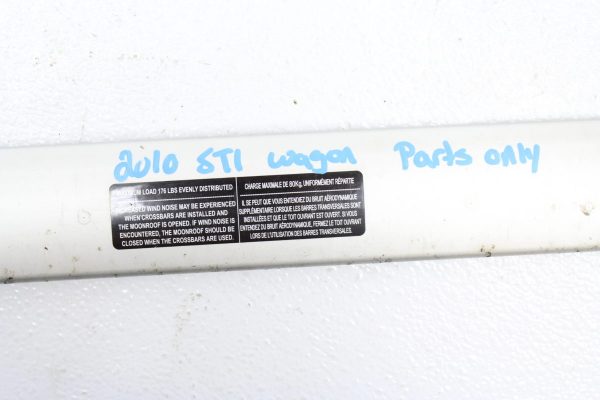 2010 STI wagon Parts only
MAXIMUM LOAD 176 LBS EVENLY DISTRIBUTED
INCREASED WIND NOISE MAY BE EXPERIENCED
WHEN CROSSBARS ARE INSTALLED AND
THE MOONROOF IS OPENED. IF WIND NOISE IS
ENCOUNTERED, THE MOONROOF SHOULD BE
CLOSED WHEN THE CROSSBARS ARE USED.
CHARGE MAXIMALE DE 80Kg, UNIFORMÉMENT RÉPARTIE
IL SE PEUT QUE VOUS ENTENDEZ DU BRUIT AÉRODYNAMIQUE
SUPPLÉMENTAIRE LORSQUE LES BARRES TRANSVERSALES SONT
INSTALLÉES ET QUE LE TOIT OUVRANT EST OUVERT. SI VOUS
ENTENDEZ DU BRUIT AÉRODYNAMIQUE, FERMEZ LE TOIT OUVRANT
LORS DE L'UTILISATION DES BARRES TRANSVERSALES.